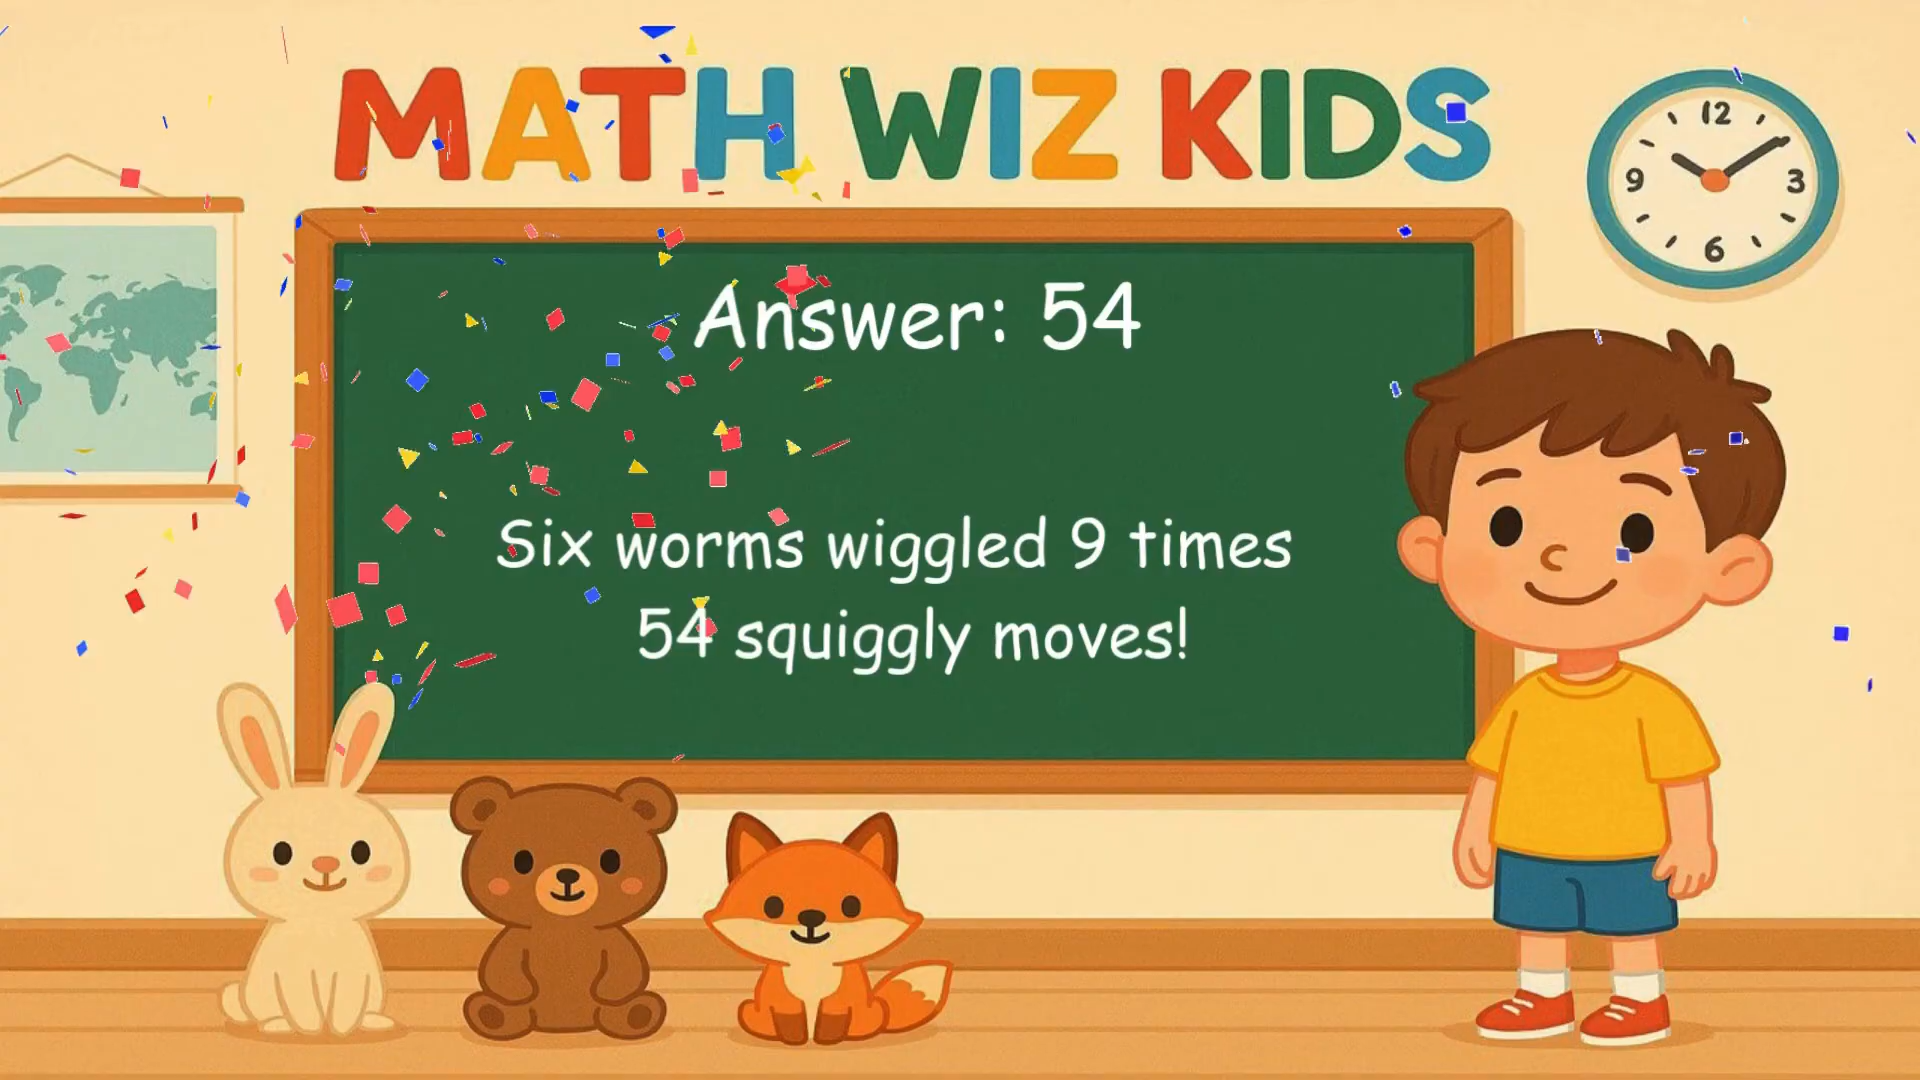 MATH WIZ KIDS
12
9
3
6
Answer: 54
Six worms wiggled 9 times
54 squiggly moves!